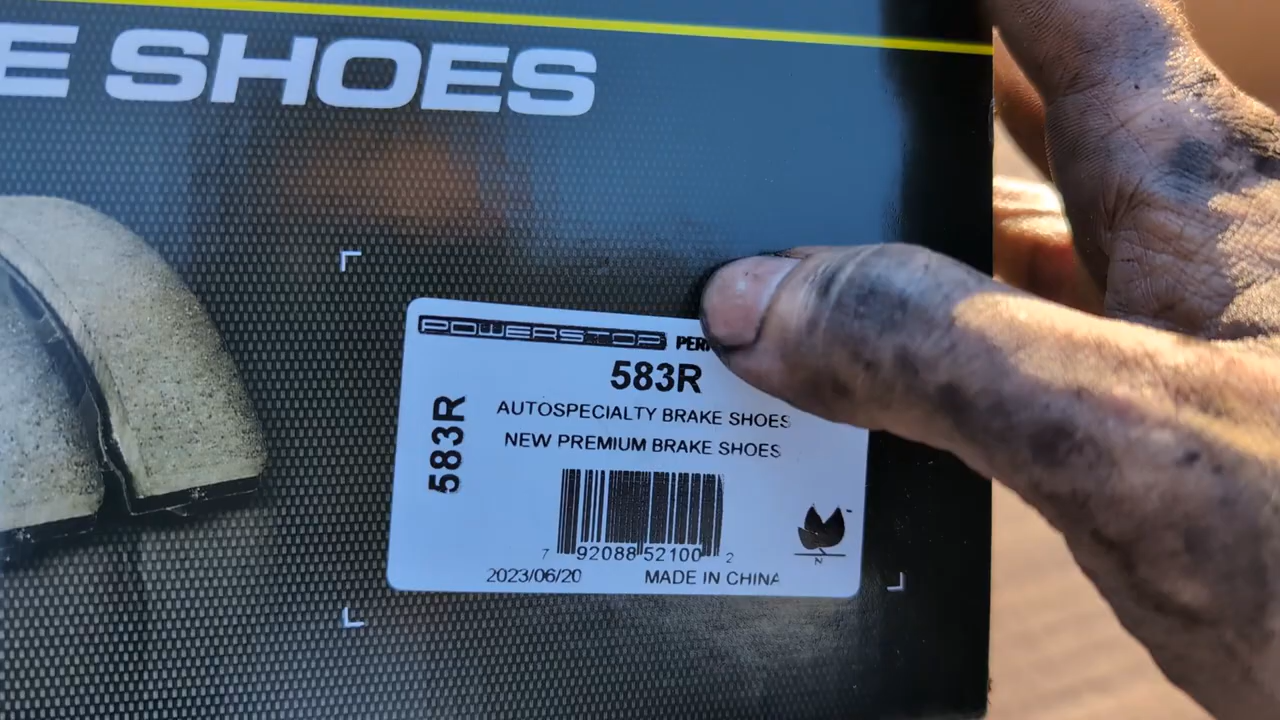 E SHOES
POWERSTOP PER
583R
583R
AUTOSPECIALTY BRAKE SHOES
NEW PREMIUM BRAKE SHOES
7 92088 52100 2
2023/06/20 MADE IN CHINA
N